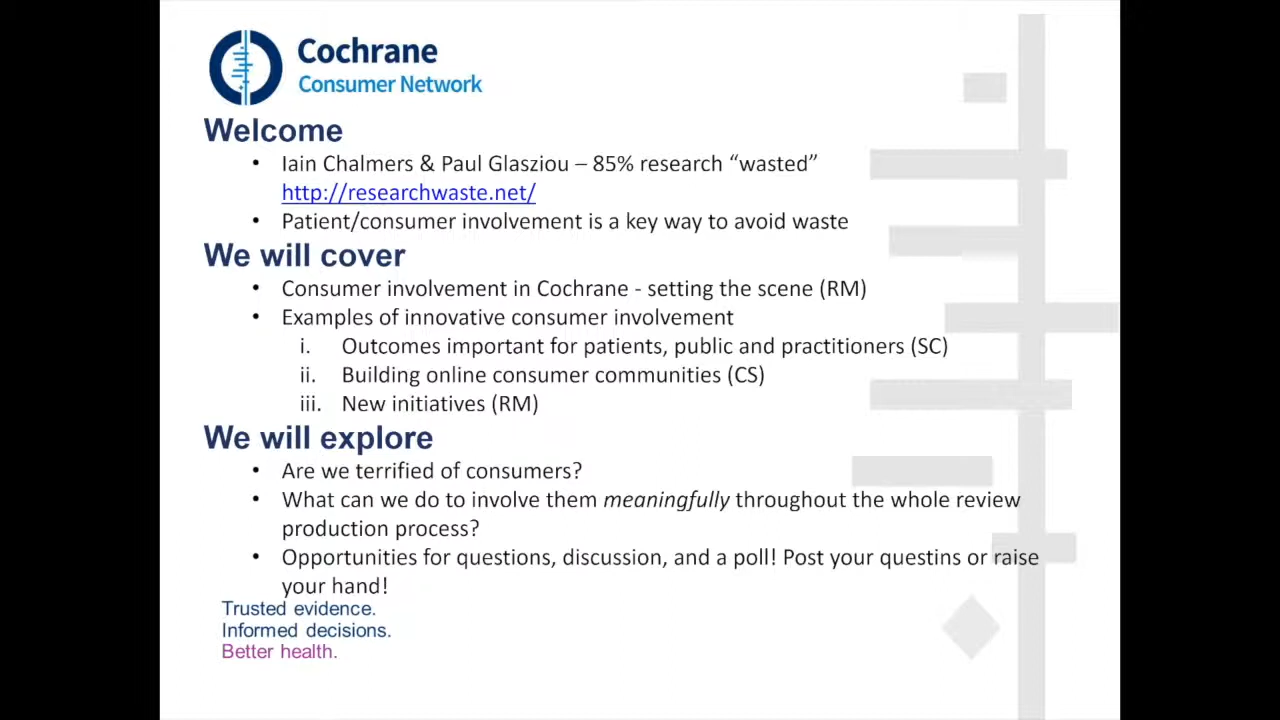 Cochrane
Consumer Network
Welcome
• Iain Chalmers & Paul Glasziou – 85% research “wasted”
http://researchwaste.net/
• Patient/consumer involvement is a key way to avoid waste
We will cover
• Consumer involvement in Cochrane - setting the scene (RM)
• Examples of innovative consumer involvement
i. Outcomes important for patients, public and practitioners (SC)
ii. Building online consumer communities (CS)
iii. New initiatives (RM)
We will explore
• Are we terrified of consumers?
• What can we do to involve them meaningfully throughout the whole review
production process?
• Opportunities for questions, discussion, and a poll! Post your questins or raise
your hand!
Trusted evidence.
Informed decisions.
Better health.